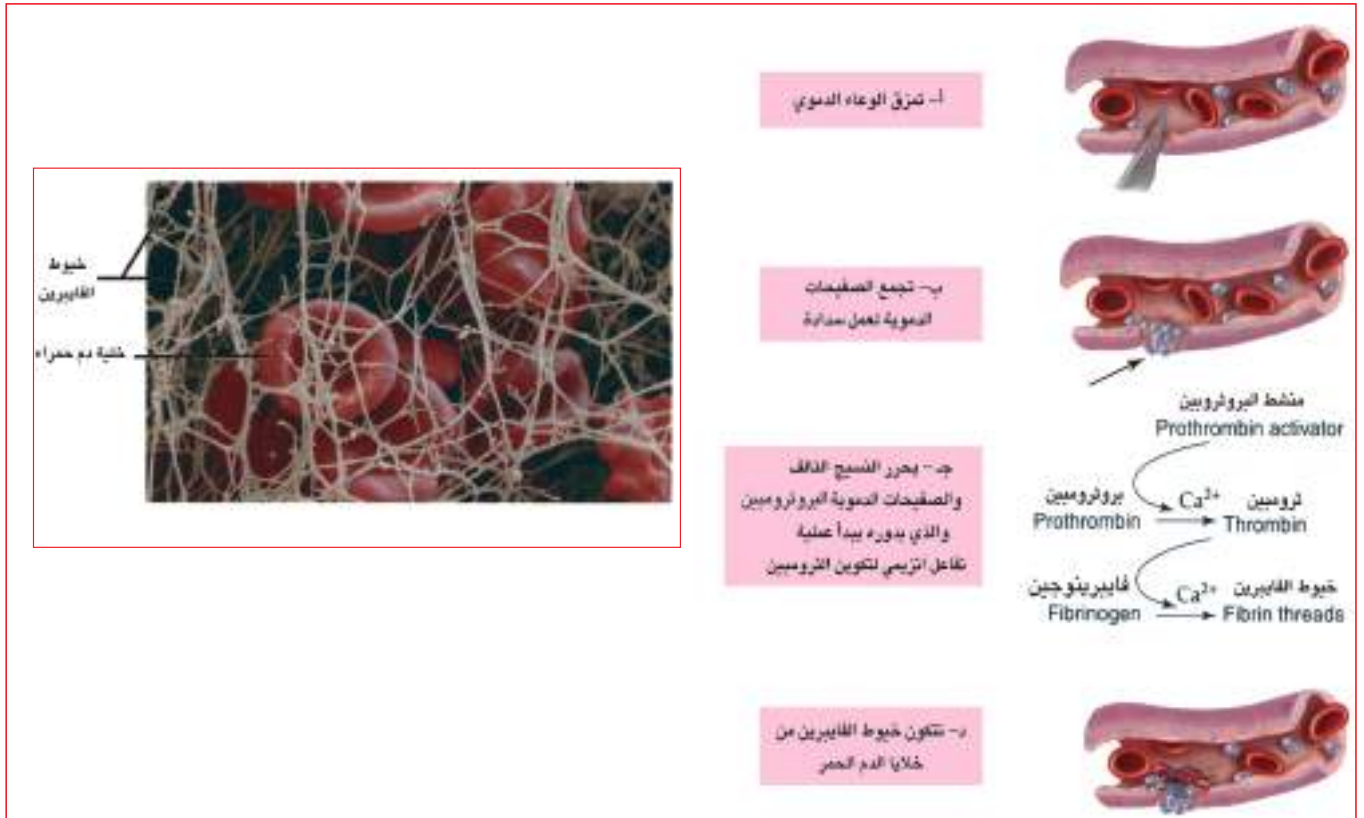 أ- تمزق الوعاء الدموي
ب- تجمع الصفيحات
الدموية لعمل سدادة
منشط البروثروبين
Prothrombin activator
جـ - يحرر النسيج التالف
والصفيحات الدموية البروثرومبين
والذي بدوره يبدأ عملية
تفاعل انزيمي لتكوين الثرومبين
بروثرومبين
Ca²⁺
ثرومبين
Prothrombin
Thrombin
فايبرينوجين
Ca²⁺
خيوط الفايبرين
Fibrinogen
Fibrin threads
د- تتكون خيوط الفايبرين من
خلايا الدم الحمر
خيوط
الفايبرين
خلية دم حمراء